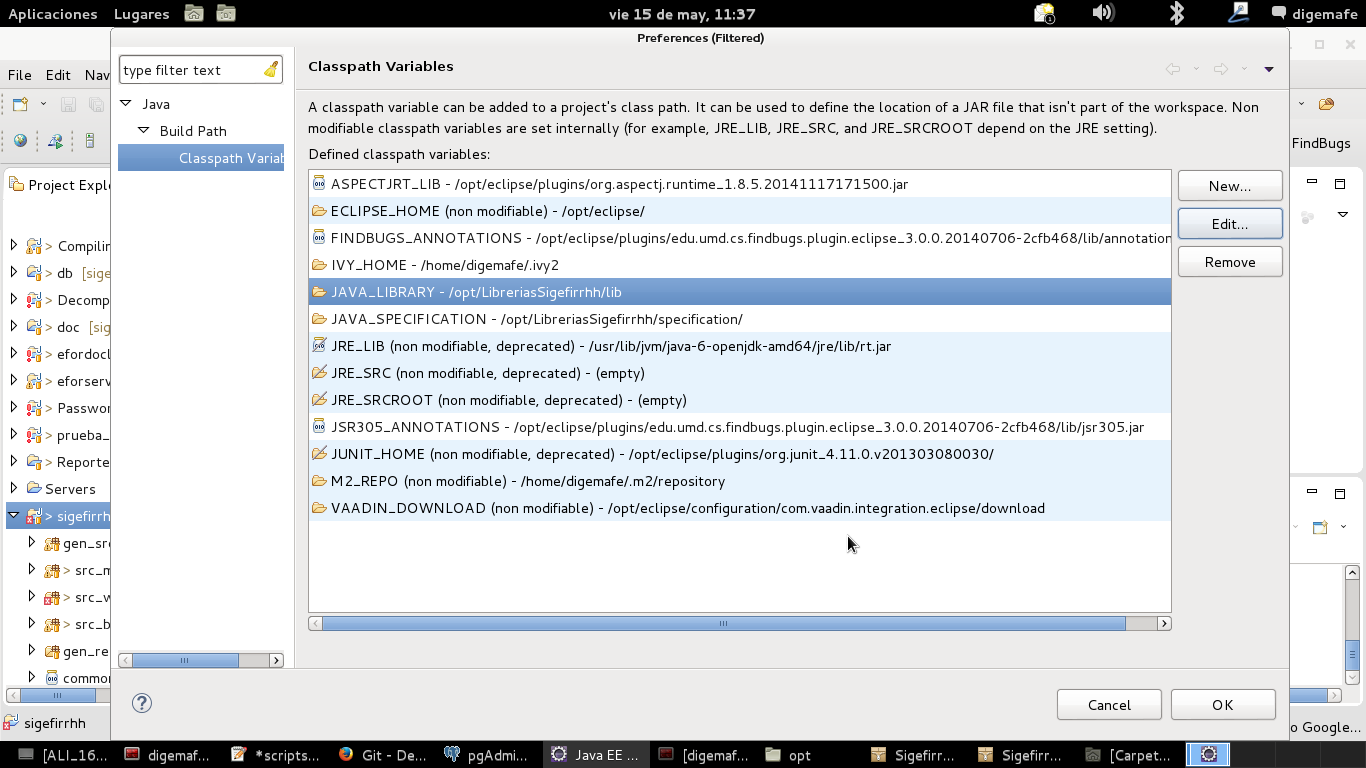 Aplicaciones Lugares vie 15 de may, 11:37 digemafe
Preferences (Filtered)
File Edit Nav
type filter text
Java
Build Path
Classpath Variab
Classpath Variables
A classpath variable can be added to a project's class path. It can be used to define the location of a JAR file that isn't part of the workspace. Non
modifiable classpath variables are set internally (for example, JRE_LIB, JRE_SRC, and JRE_SRCROOT depend on the JRE setting).
Defined classpath variables:
ASPECTJRT_LIB - /opt/eclipse/plugins/org.aspectj.runtime_1.8.5.20141117171500.jar
ECLIPSE_HOME (non modifiable) - /opt/eclipse/
FINDBUGS_ANNOTATIONS - /opt/eclipse/plugins/edu.umd.cs.findbugs.plugin.eclipse_3.0.0.20140706-2cfb468/lib/annotation
IVY_HOME - /home/digemafe/.ivy2
JAVA_LIBRARY - /opt/LibreriasSigefirrhh/lib
JAVA_SPECIFICATION - /opt/LibreriasSigefirrhh/specification/
JRE_LIB (non modifiable, deprecated) - /usr/lib/jvm/java-6-openjdk-amd64/jre/lib/rt.jar
JRE_SRC (non modifiable, deprecated) - (empty)
JRE_SRCROOT (non modifiable, deprecated) - (empty)
JSR305_ANNOTATIONS - /opt/eclipse/plugins/edu.umd.cs.findbugs.plugin.eclipse_3.0.0.20140706-2cfb468/lib/jsr305.jar
JUNIT_HOME (non modifiable, deprecated) - /opt/eclipse/plugins/org.junit_4.11.0.v201303080030/
M2_REPO (non modifiable) - /home/digemafe/.m2/repository
VAADIN_DOWNLOAD (non modifiable) - /opt/eclipse/configuration/com.vaadin.integration.eclipse/download
New...
Edit...
Remove
Cancel OK
FindBugs
Project Explo
> Compilin
> db [sige
> Decomp
> doc [sig
> efordocl
> eforserv
> Passwor
> prueba_
> Reporte
Servers
> sigefirrh
gen_src
> src_m
> src_w
> src_b
gen_re
common
sigefirrhh
o Google...
[ALI_16... digemaf... *scripts... Git - De... pgAdmi... Java EE ... [digemaf... opt Sigefirr... Sigefirr... [Carpet...